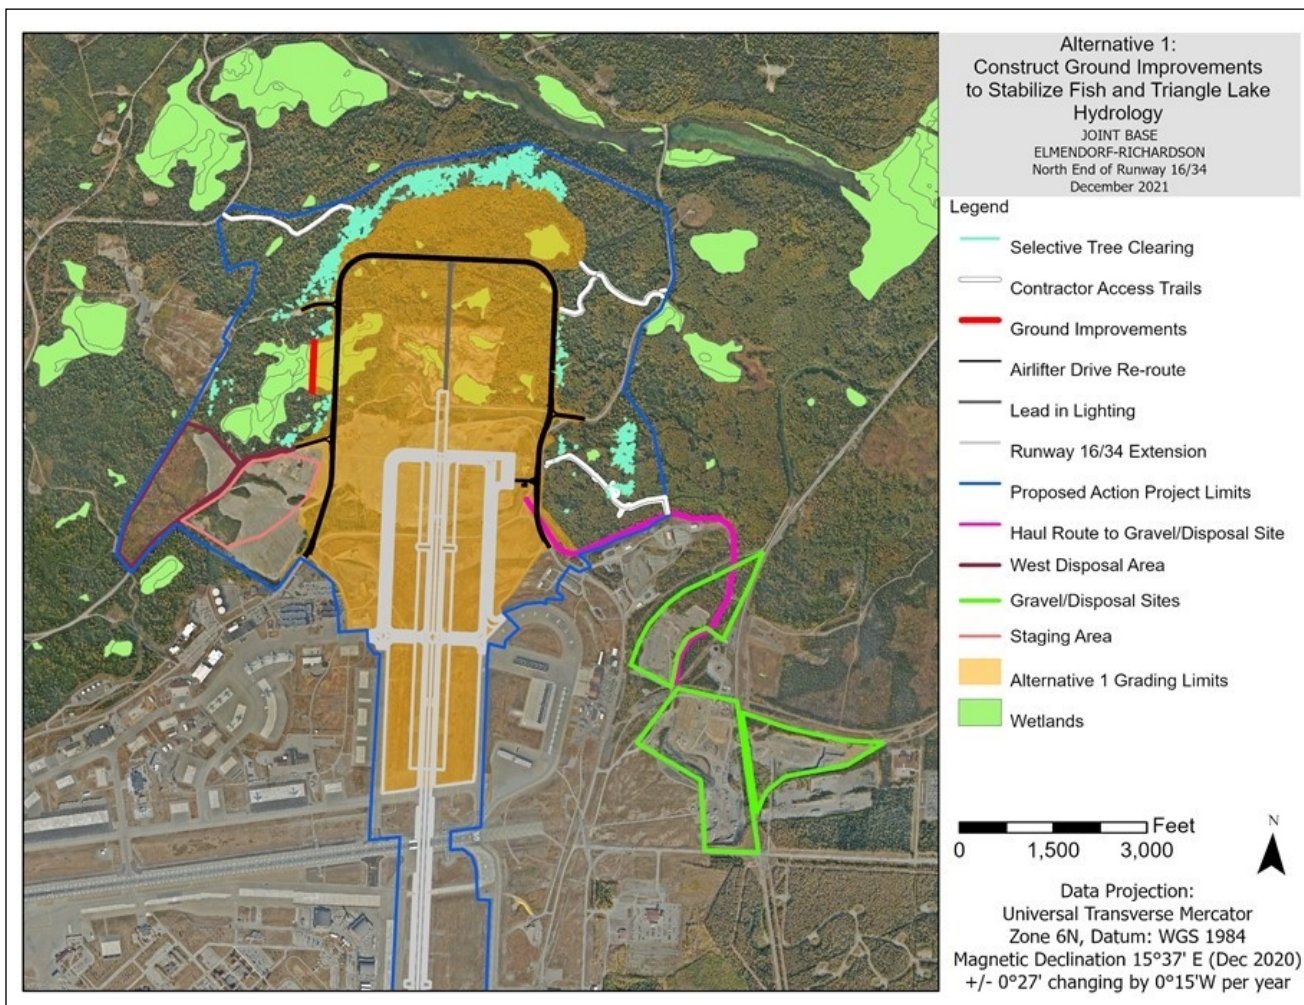 Alternative 1:
Construct Ground Improvements
to Stabilize Fish and Triangle Lake
Hydrology
JOINT BASE
ELMENDORF-RICHARDSON
North End of Runway 16/34
December 2021
Legend
Selective Tree Clearing
Contractor Access Trails
Ground Improvements
Airlifter Drive Re-route
Lead in Lighting
Runway 16/34 Extension
Proposed Action Project Limits
Haul Route to Gravel/Disposal Site
West Disposal Area
Gravel/Disposal Sites
Staging Area
Alternative 1 Grading Limits
Wetlands
Feet
0 1,500 3,000
N
Data Projection:
Universal Transverse Mercator
Zone 6N, Datum: WGS 1984
Magnetic Declination 15°37' E (Dec 2020)
+/- 0°27' changing by 0°15'W per year